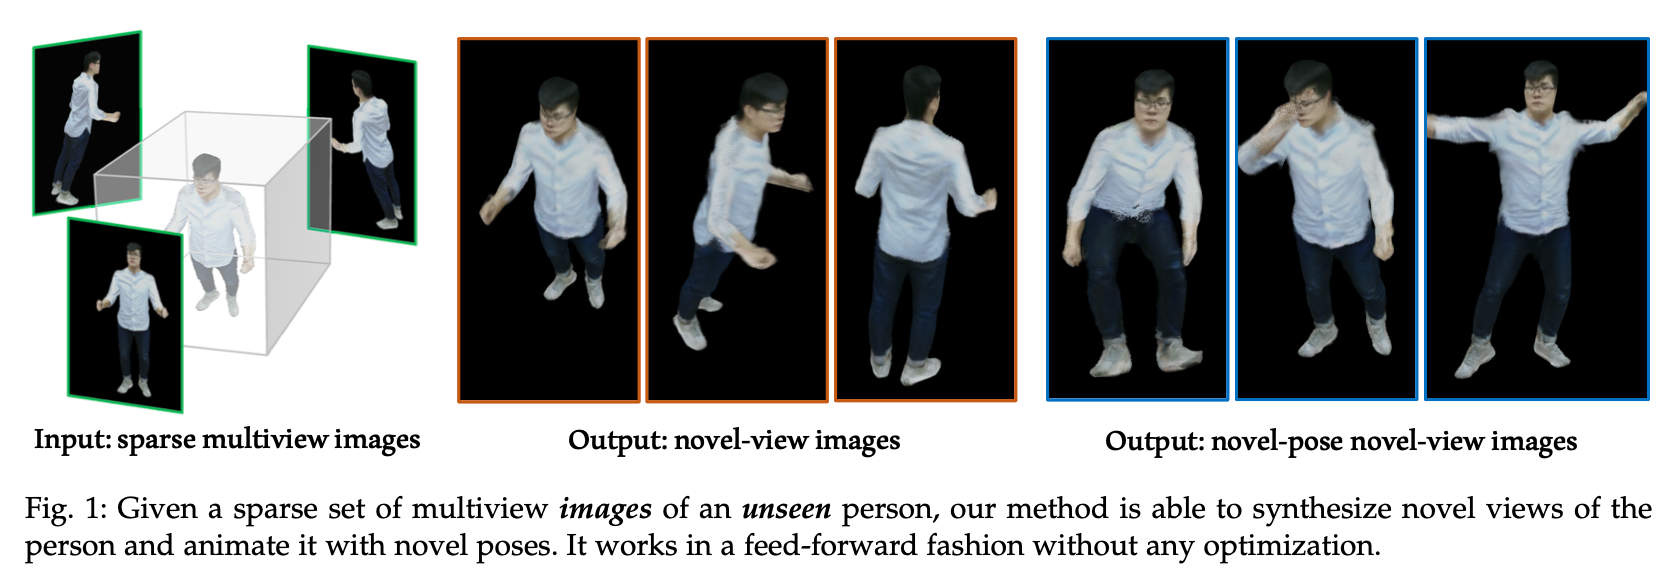 Input: sparse multiview images
Output: novel-view images
Output: novel-pose novel-view images
Fig. 1: Given a sparse set of multiview images of an unseen person, our method is able to synthesize novel views of the
person and animate it with novel poses. It works in a feed-forward fashion without any optimization.